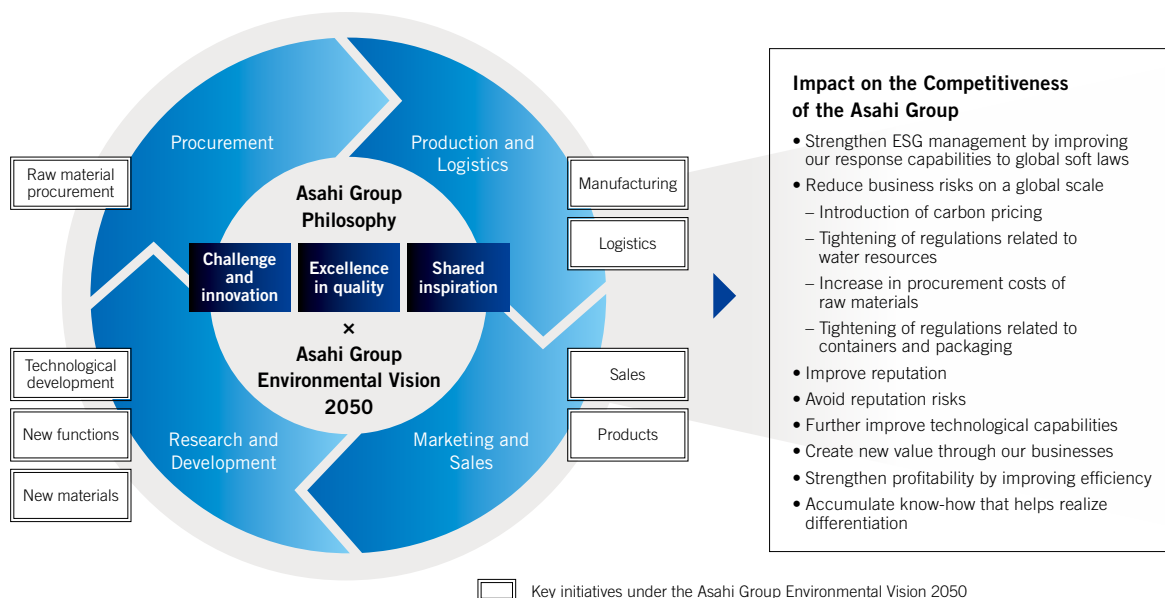 Procurement
Production and
Logistics
Raw material
procurement
Manufacturing
Logistics
Asahi Group
Philosophy
Challenge
and
innovation
Excellence
in quality
Shared
inspiration
×
Asahi Group
Environmental Vision
2050
Technological
development
New functions
New materials
Research and
Development
Marketing and
Sales
Sales
Products
Impact on the Competitiveness
of the Asahi Group
• Strengthen ESG management by improving
our response capabilities to global soft laws
• Reduce business risks on a global scale
– Introduction of carbon pricing
– Tightening of regulations related to
water resources
– Increase in procurement costs of
raw materials
– Tightening of regulations related to
containers and packaging
• Improve reputation
• Avoid reputation risks
• Further improve technological capabilities
• Create new value through our businesses
• Strengthen profitability by improving efficiency
• Accumulate know-how that helps realize
differentiation
Key initiatives under the Asahi Group Environmental Vision 2050